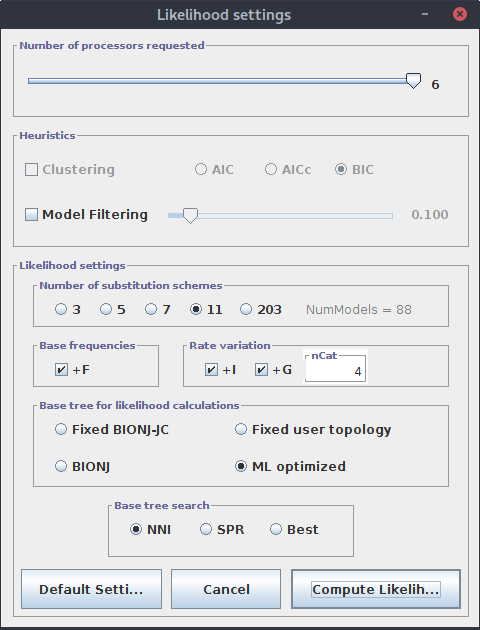 Likelihood settings
Number of processors requested
6
Heuristics
Clustering AIC AICc BIC
Model Filtering 0.100
Likelihood settings
Number of substitution schemes
3 5 7 11 203 NumModels = 88
Base frequencies Rate variation
nCat
+F +I +G 4
Base tree for likelihood calculations
Fixed BIONJ-JC Fixed user topology
BIONJ ML optimized
Base tree search
NNI SPR Best
Default Setti... Cancel Compute Likelih...